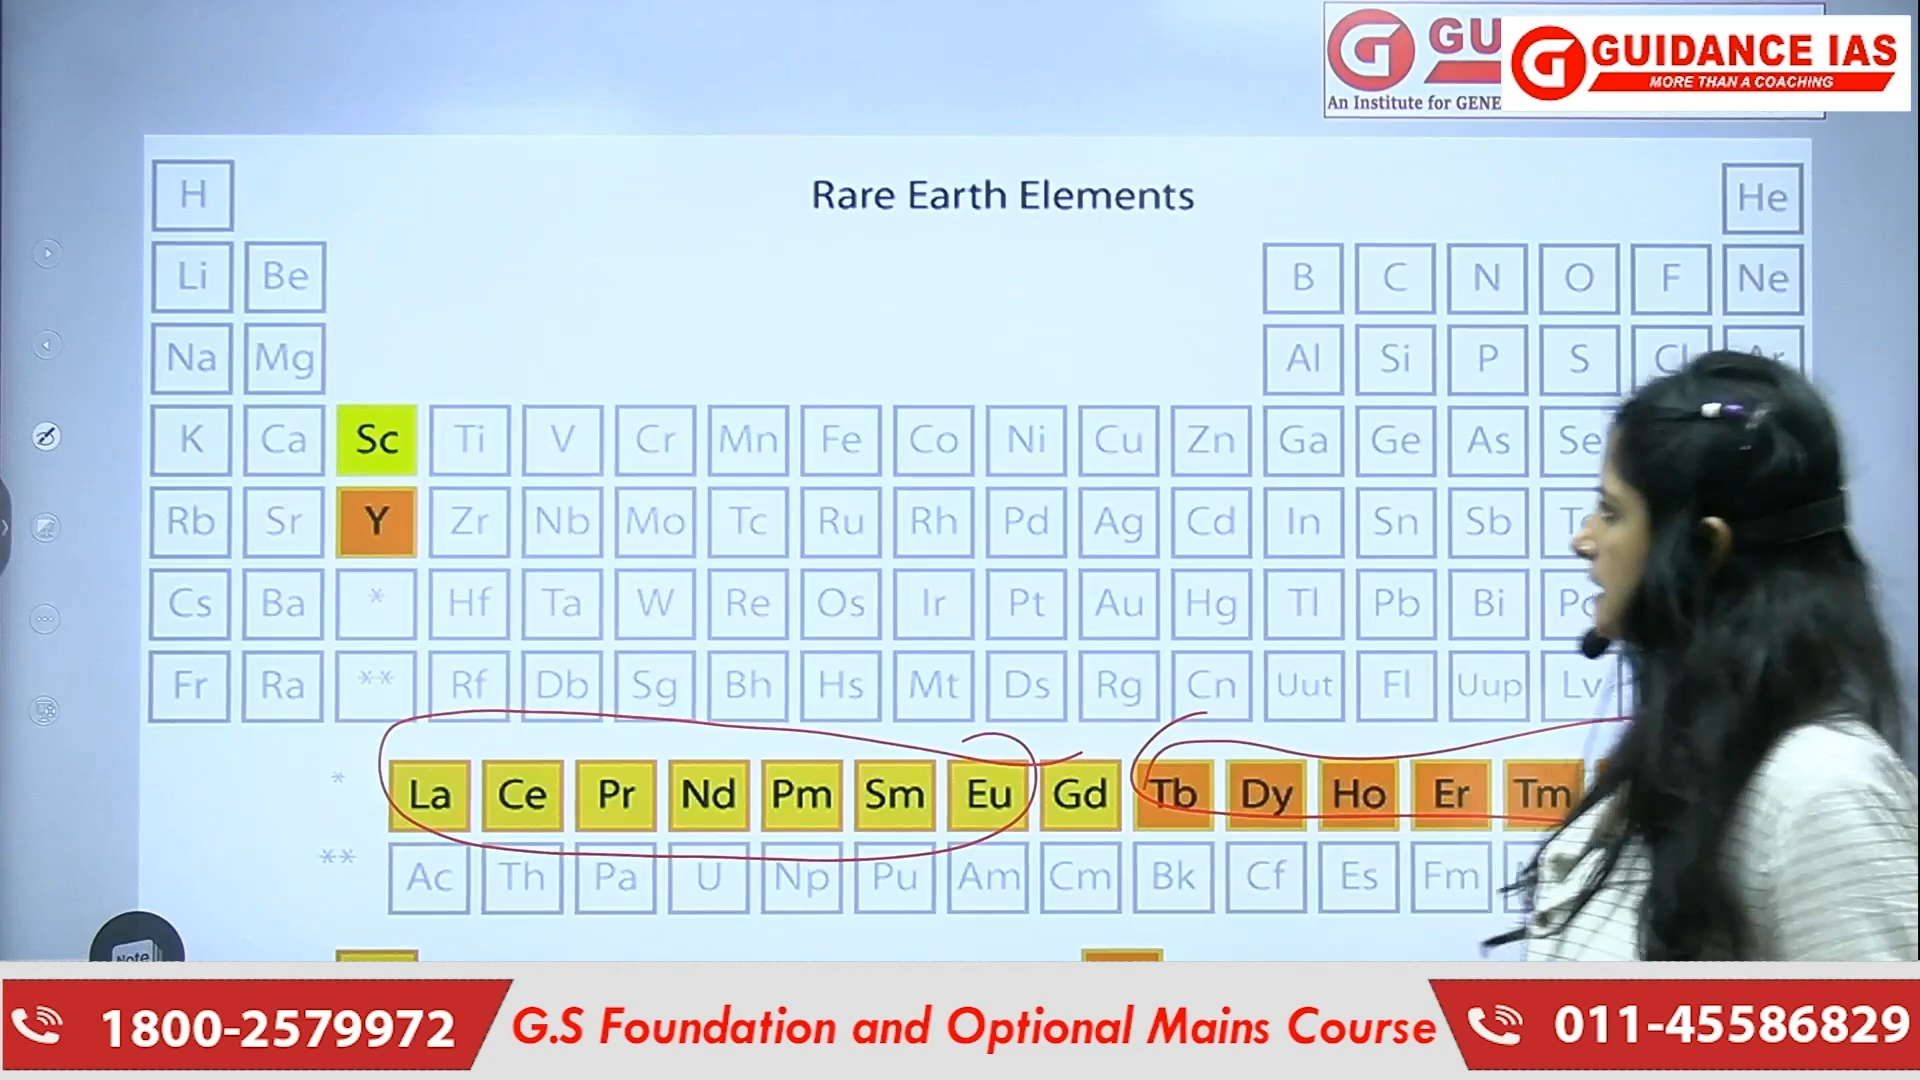 GU
An Institute for GENE
GUIDANCE IAS
MORE THAN A COACHING
Rare Earth Elements
H He
Li Be B C N O F Ne
Na Mg Al Si P S Cl Ar
K Ca Sc Ti V Cr Mn Fe Co Ni Cu Zn Ga Ge As Se
Rb Sr Y Zr Nb Mo Tc Ru Rh Pd Ag Cd In Sn Sb
Cs Ba * Hf Ta W Re Os Ir Pt Au Hg Tl Pb Bi
Fr Ra ** Rf Db Sg Bh Hs Mt Ds Rg Cn Uut Fl Uup Lv
* La Ce Pr Nd Pm Sm Eu Gd Tb Dy Ho Er Tm
** Ac Th Pa U Np Pu Am Cm Bk Cf Es Fm
Note
1800-2579972
G.S Foundation and Optional Mains Course
011-45586829